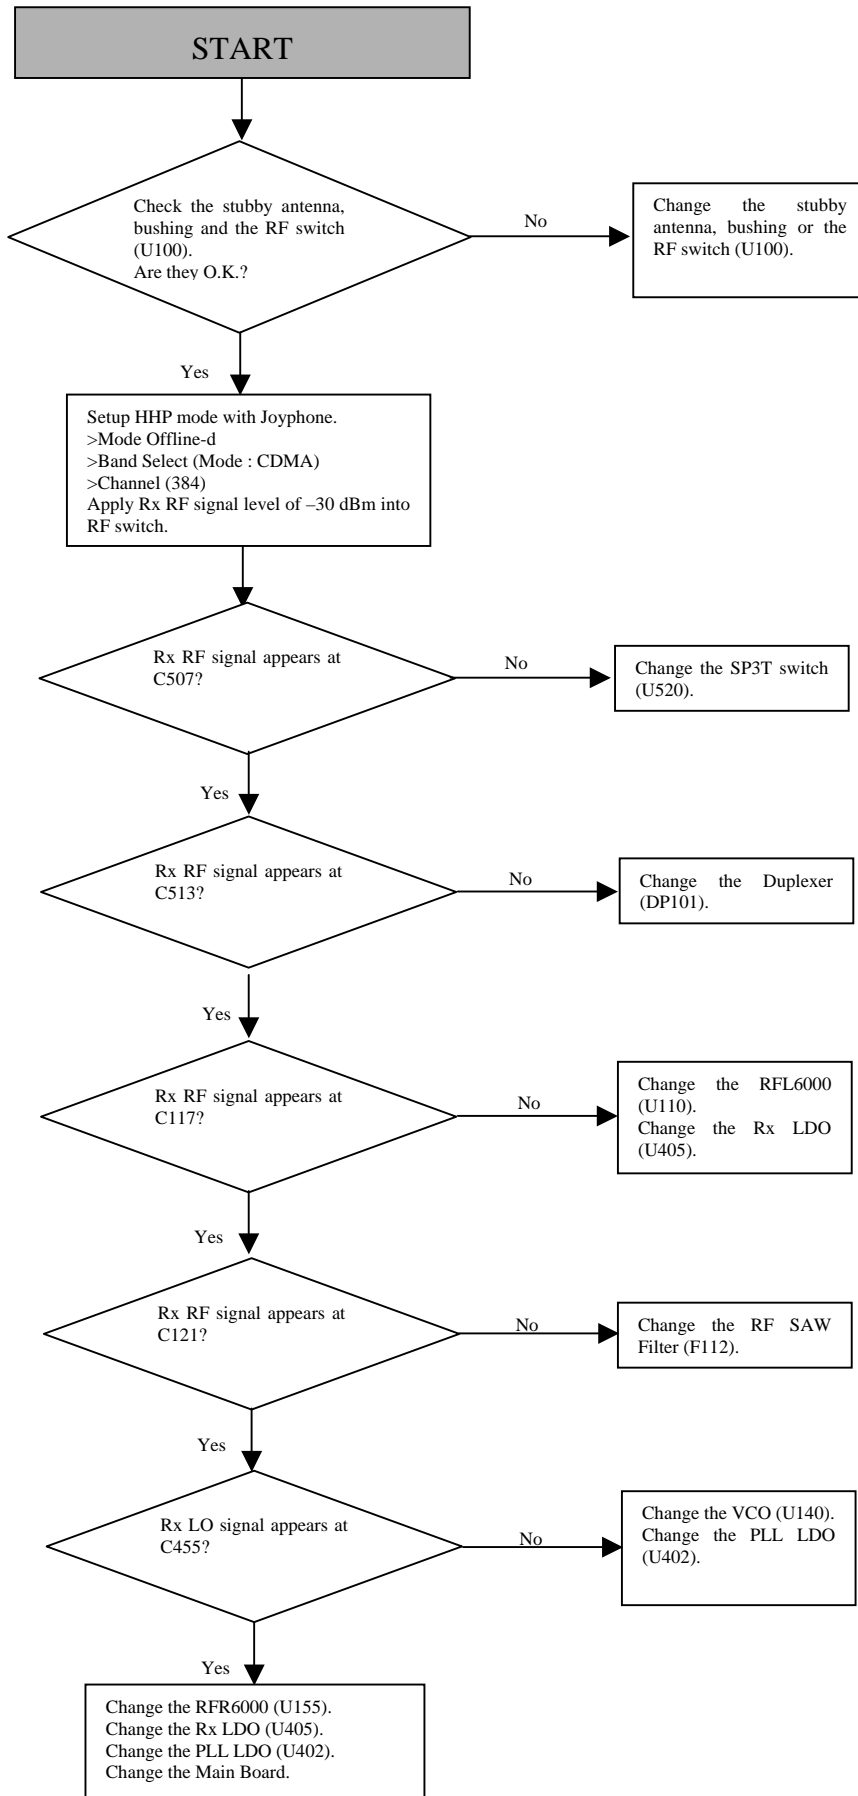 START
Check the stubby antenna,
bushing and the RF switch
(U100).
Are they O.K.?
No
Change the stubby
antenna, bushing or the
RF switch (U100).
Yes
Setup HHP mode with Joyphone.
>Mode Offline-d
>Band Select (Mode : CDMA)
>Channel (384)
Apply Rx RF signal level of –30 dBm into
RF switch.
Rx RF signal appears at
C507?
No
Change the SP3T switch
(U520).
Yes
Rx RF signal appears at
C513?
No
Change the Duplexer
(DP101).
Yes
Rx RF signal appears at
C117?
No
Change the RFL6000
(U110).
Change the Rx LDO
(U405).
Yes
Rx RF signal appears at
C121?
No
Change the RF SAW
Filter (F112).
Yes
Rx LO signal appears at
C455?
No
Change the VCO (U140).
Change the PLL LDO
(U402).
Yes
Change the RFR6000 (U155).
Change the Rx LDO (U405).
Change the PLL LDO (U402).
Change the Main Board.